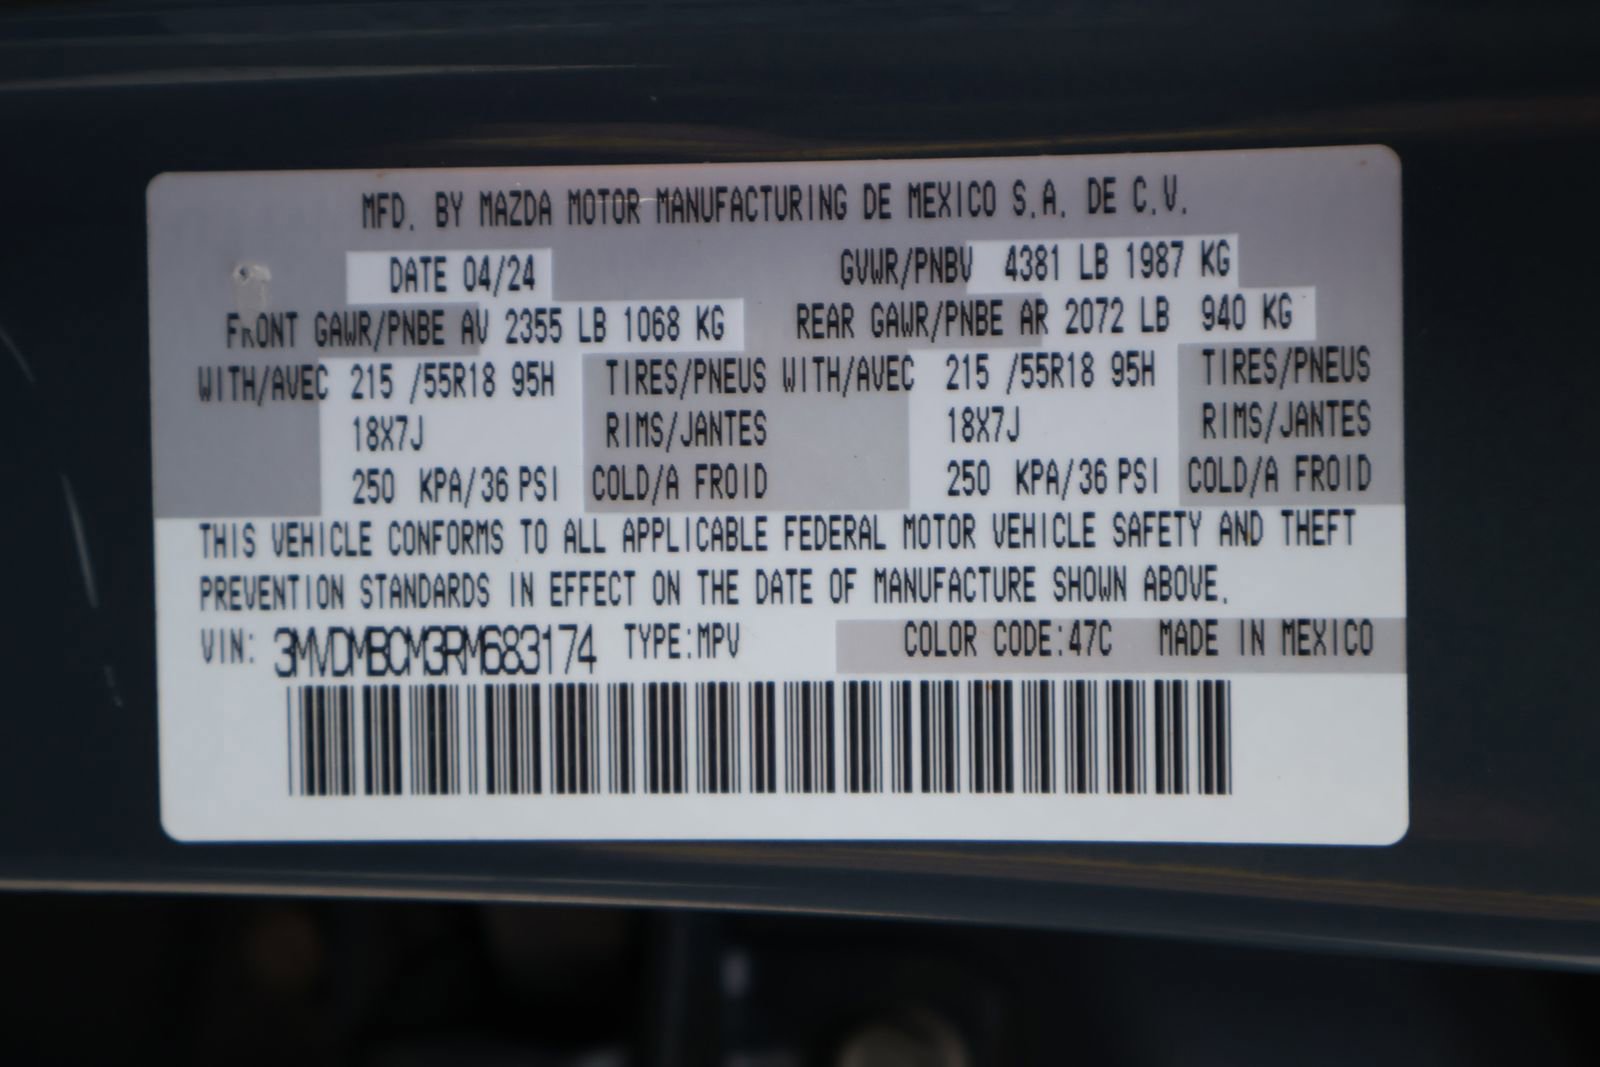 MFD. BY MAZDA MOTOR MANUFACTURING DE MEXICO S.A. DE C.V.
DATE 04/24 GVWR/PNBV 4381 LB 1987 KG
FRONT GAWR/PNBE AV 2355 LB 1068 KG REAR GAWR/PNBE AR 2072 LB 940 KG
WITH/AVEC 215 /55R18 95H TIRES/PNEUS WITH/AVEC 215 /55R18 95H TIRES/PNEUS
18X7J RIMS/JANTES 18X7J RIMS/JANTES
250 KPA/36 PSI COLD/A FROID 250 KPA/36 PSI COLD/A FROID
THIS VEHICLE CONFORMS TO ALL APPLICABLE FEDERAL MOTOR VEHICLE SAFETY AND THEFT
PREVENTION STANDARDS IN EFFECT ON THE DATE OF MANUFACTURE SHOWN ABOVE.
VIN: 3MVDMBCM3RM683174 TYPE:MPV COLOR CODE:47C MADE IN MEXICO